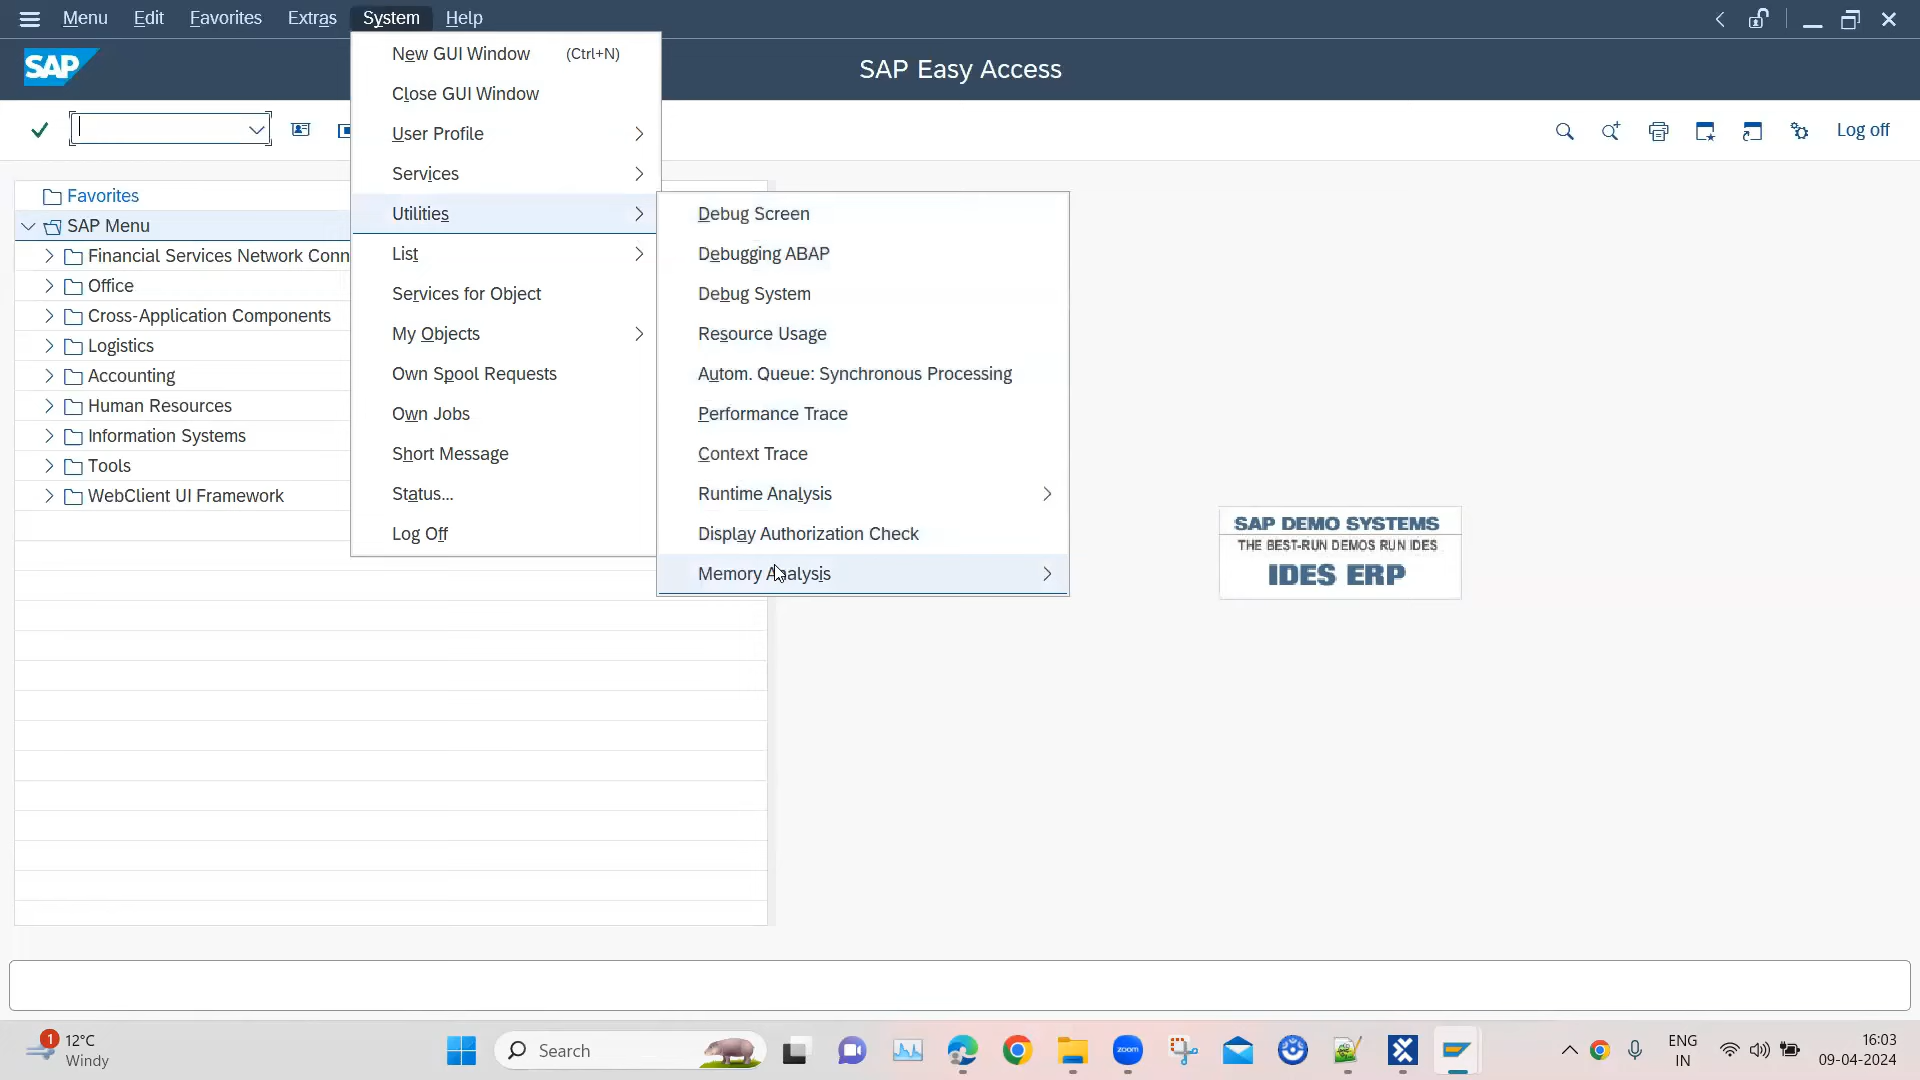 Menu Edit Favorites Extras System Help
SAP
SAP Easy Access
Log off
New GUI Window (Ctrl+N)
Close GUI Window
User Profile
Services
Utilities
List
Services for Object
My Objects
Own Spool Requests
Own Jobs
Short Message
Status...
Log Off
Debug Screen
Debugging ABAP
Debug System
Resource Usage
Autom. Queue: Synchronous Processing
Performance Trace
Context Trace
Runtime Analysis
Display Authorization Check
Memory Analysis
Favorites
SAP Menu
Financial Services Network Conn
Office
Cross-Application Components
Logistics
Accounting
Human Resources
Information Systems
Tools
WebClient UI Framework
SAP DEMO SYSTEMS
THE BEST-RUN DEMOS RUN IDES
IDES ERP
1
12°C
Windy
Search
zoom
ENG
IN
16:03
09-04-2024